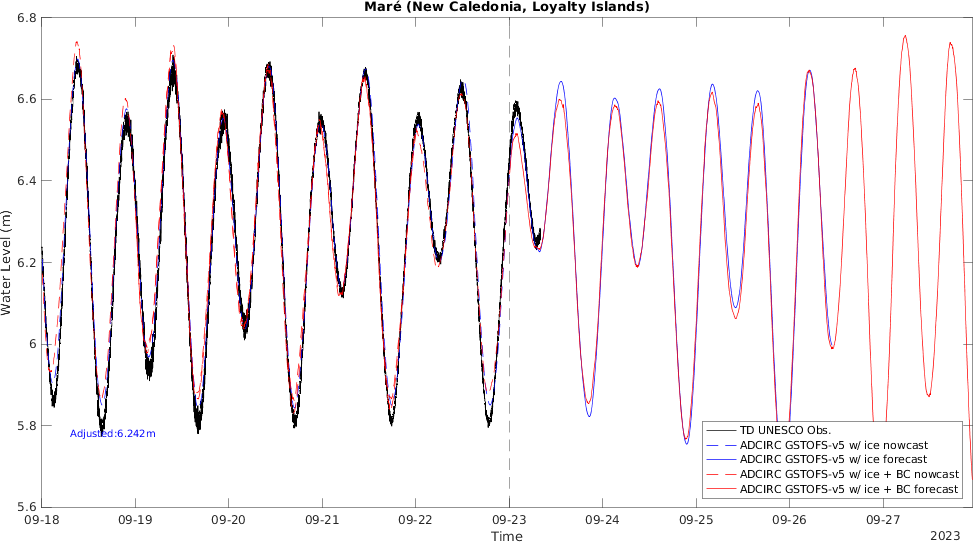 Maré (New Caledonia, Loyalty Islands)
6.8
6.6
6.4
6.2
6
5.8
5.6
Water Level (m)
Adjusted:6.242m
TD UNESCO Obs.
ADCIRC GSTOFS-v5 w/ ice nowcast
ADCIRC GSTOFS-v5 w/ ice forecast
ADCIRC GSTOFS-v5 w/ ice + BC nowcast
ADCIRC GSTOFS-v5 w/ ice + BC forecast
09-18 09-19 09-20 09-21 09-22 09-23 09-24 09-25 09-26 09-27
Time
2023